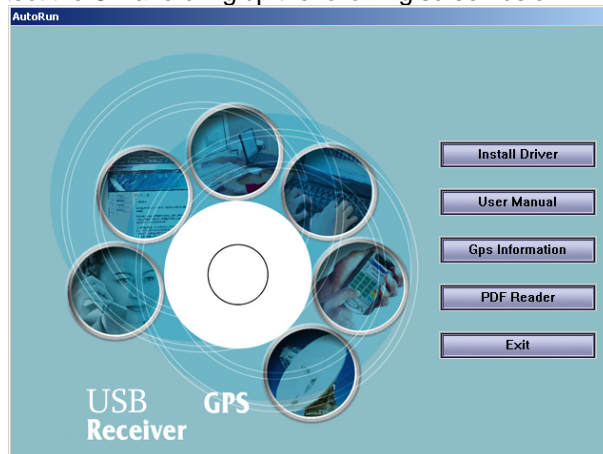 AutoRun
Install Driver
User Manual
Gps Information
PDF Reader
Exit
USB GPS
Receiver